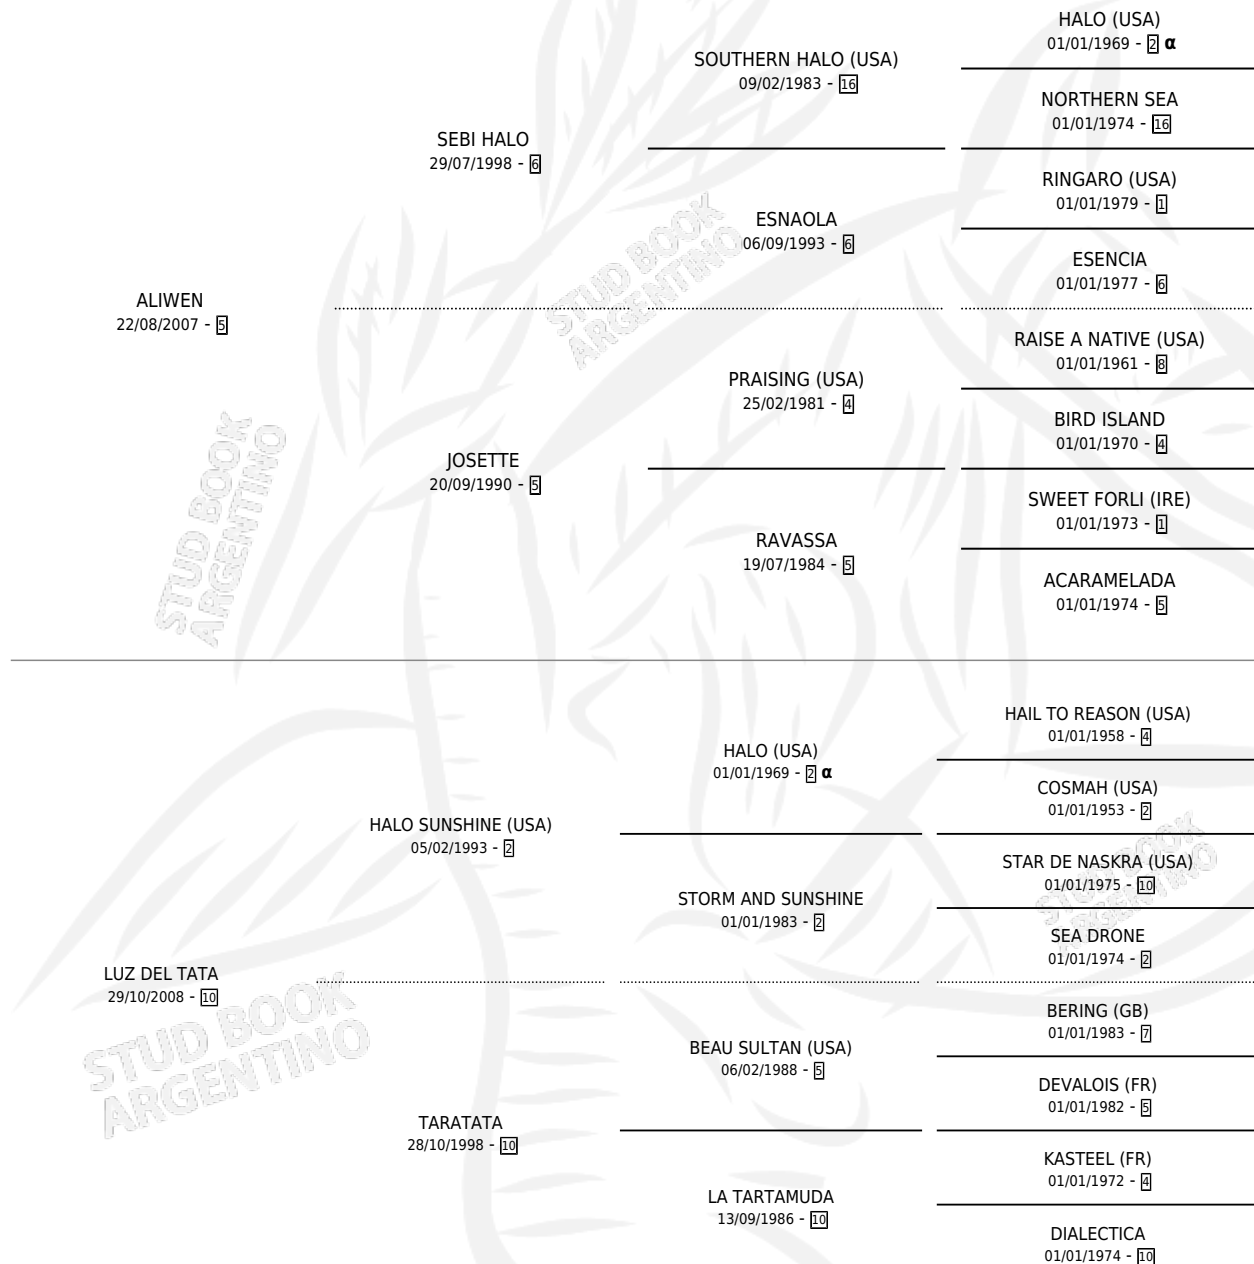 HALO (USA)
01/01/1969 - 2 α
SOUTHERN HALO (USA)
09/02/1983 - 16
NORTHERN SEA
01/01/1974 - 16
SEBI HALO
29/07/1998 - 6
RINGARO (USA)
01/01/1979 - 1
ESNAOLA
06/09/1993 - 6
ESENCIA
01/01/1977 - 6
ALIWEN
22/08/2007 - 5
RAISE A NATIVE (USA)
01/01/1961 - 8
PRAISING (USA)
25/02/1981 - 4
BIRD ISLAND
01/01/1970 - 4
JOSETTE
20/09/1990 - 5
SWEET FORLI (IRE)
01/01/1973 - 1
RAVASSA
19/07/1984 - 5
ACARAMELADA
01/01/1974 - 5
HAIL TO REASON (USA)
01/01/1958 - 4
HALO (USA)
01/01/1969 - 2 α
COSMAH (USA)
01/01/1953 - 2
HALO SUNSHINE (USA)
05/02/1993 - 2
STAR DE NASKRA (USA)
01/01/1975 - 10
STORM AND SUNSHINE
01/01/1983 - 2
SEA DRONE
01/01/1974 - 2
LUZ DEL TATA
29/10/2008 - 10
BERING (GB)
01/01/1983 - 7
BEAU SULTAN (USA)
06/02/1988 - 5
DEVALOIS (FR)
01/01/1982 - 5
TARATATA
28/10/1998 - 10
KASTEEL (FR)
01/01/1972 - 4
LA TARTAMUDA
13/09/1986 - 10
DIALECTICA
01/01/1974 - 10
STUD BOOK
ARGENTINO
STUD BOOK
ARGENTINO
STUD BOOK
ARGENTINO
STUD BOOK
ARGENTINO